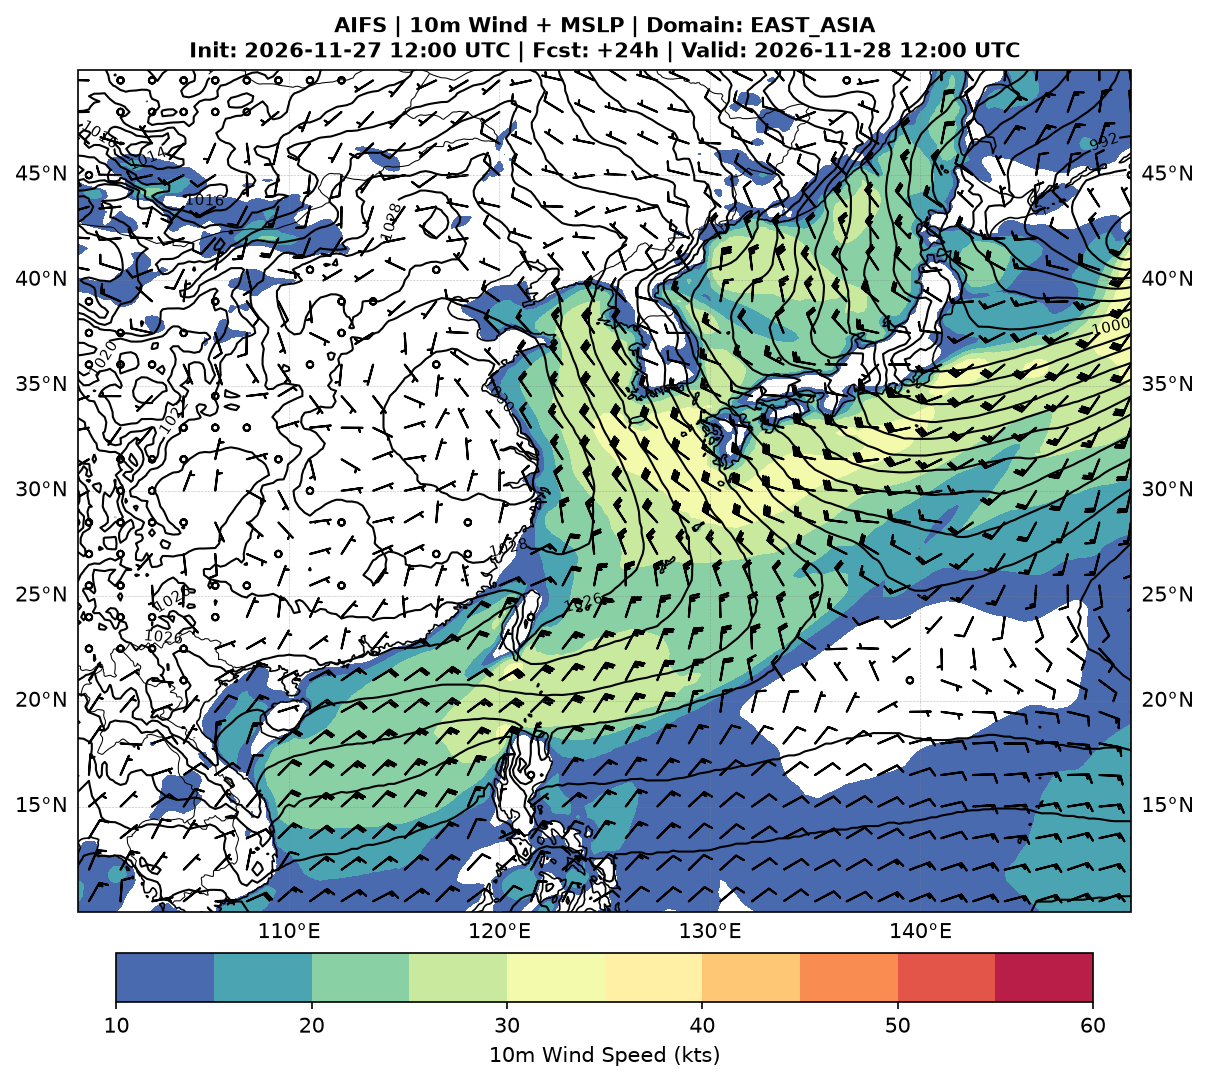 AIFS | 10m Wind + MSLP | Domain: EAST_ASIA
Init: 2026-11-27 12:00 UTC | Fcst: +24h | Valid: 2026-11-28 12:00 UTC
992
1014
1016
1028
45°N 45°N
40°N 40°N
1000
1020
35°N 35°N
30°N 30°N
1028
25°N 1026 25°N
1026
20°N 20°N
15°N 15°N
110°E 120°E 130°E 140°E
10 20 30 40 50 60
10m Wind Speed (kts)